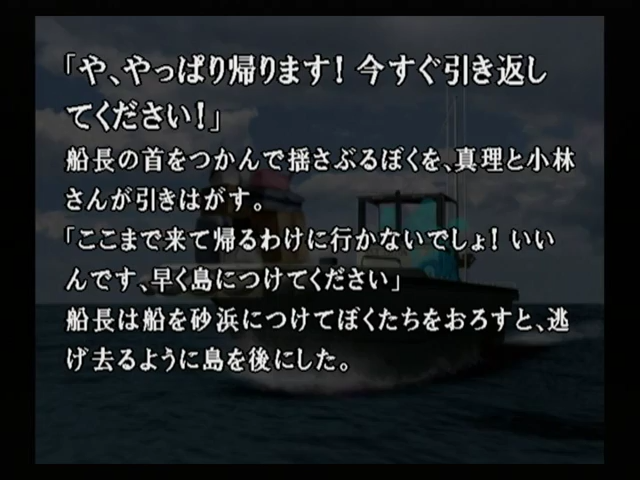 「や、やっぱり帰ります！今すぐ引き返し
てください！」
船長の首をつかんで揺さぶるぼくを、真理と小林
さんが引きはがす。
「ここまで来て帰るわけに行かないでしょ！いい
んです、早く島につけてください」
船長は船を砂浜につけてぼくたちをおろすと、逃
げ去るように島を後にした。